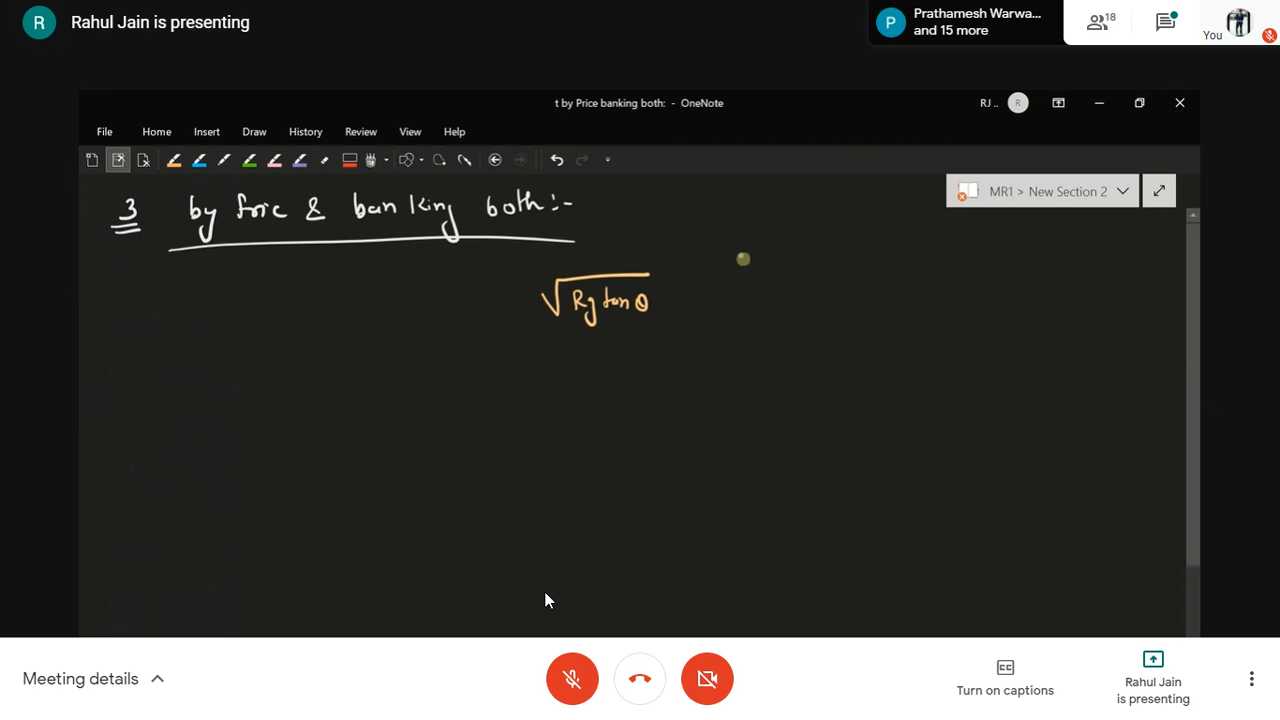 R
Rahul Jain is presenting
P
Prathamesh Warwa...
and 15 more
18
You
t by Price banking both: - OneNote
RJ ..
R
File Home Insert Draw History Review View Help
MR1 > New Section 2
3 by fric & banking both :-
√Rg tan θ
Meeting details
Turn on captions
Rahul Jain
is presenting